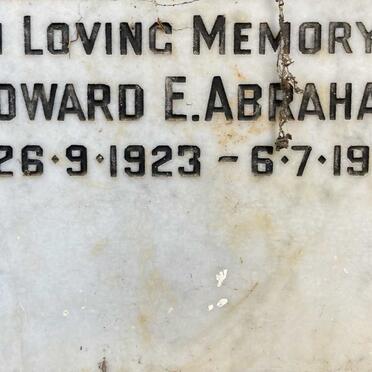 N LOVING MEMORY
DWARD E. ABRAHA
26·9·1923 – 6·7·19